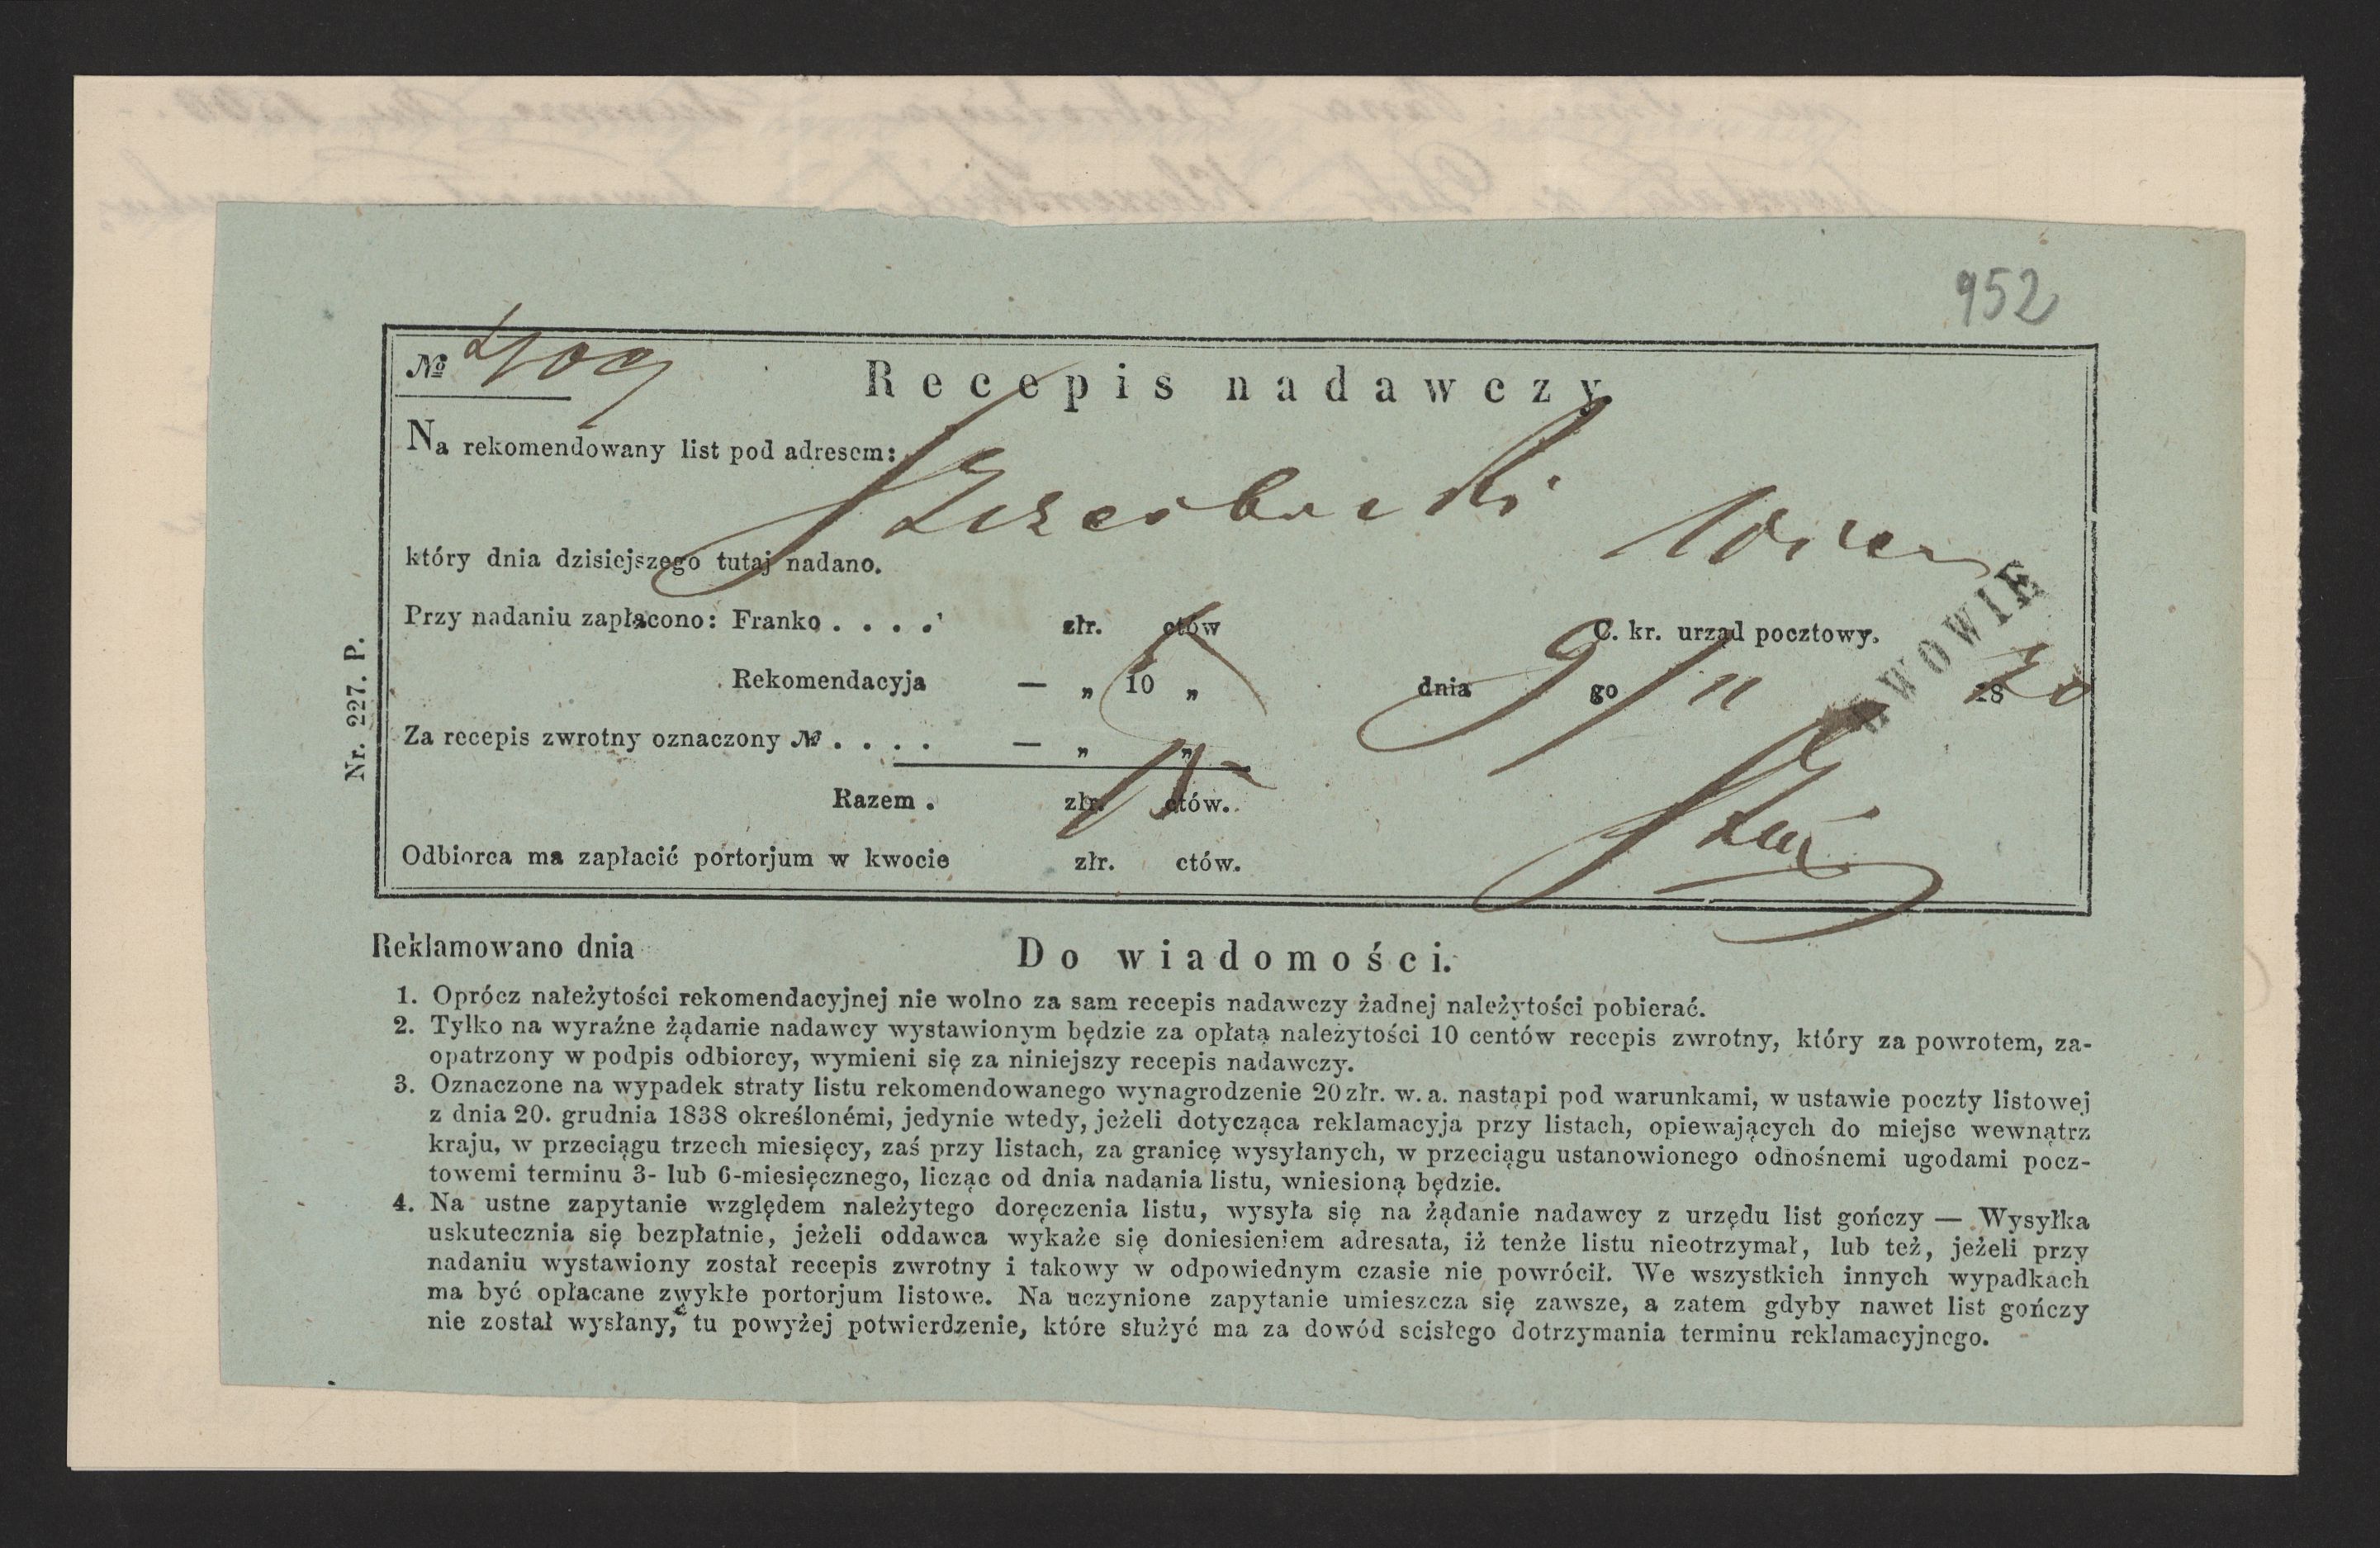 952
№ 4009
Recepis nadawczy.
Na rekomendowany list pod adresem:
Wien
który dnia dzisiejszego tutaj nadano.
Przy nadaniu zapłacono: Franko . . . . złr. 5 ctów
C. kr. urząd pocztowy.
LWOWIE
Rekomendacyja — „ 10 „
dnia 9/11 go 1870
Za recepis zwrotny oznaczony № . . . . — „ „
Razem . złr. 15 ctów.
Odbiorca ma zapłacić portorjum w kwocie złr. ctów.
Nr. 227. P.
Reklamowano dnia
Do wiadomości.
1. Oprócz należytości rekomendacyjnej nie wolno za sam recepis nadawczy żadnej należytości pobierać.
2. Tylko na wyraźne żądanie nadawcy wystawionym będzie za opłatą należytości 10 centów recepis zwrotny, który za powrotem, za-
opatrzony w podpis odbiorcy, wymieni się za niniejszy recepis nadawczy.
3. Oznaczone na wypadek straty listu rekomendowanego wynagrodzenie 20 złr. w. a. nastąpi pod warunkami, w ustawie poczty listowej
z dnia 20. grudnia 1838 określonémi, jedynie wtedy, jeżeli dotycząca reklamacyja przy listach, opiewających do miejsc wewnątrz
kraju, w przeciągu trzech miesięcy, zaś przy listach, za granicę wysyłanych, w przeciągu ustanowionego odnośnemi ugodami pocz-
towemi terminu 3- lub 6-miesięcznego, licząc od dnia nadania listu, wniesioną będzie.
4. Na ustne zapytanie względem należytego doręczenia listu, wysyła się na żądanie nadawcy z urzędu list gończy — Wysyłka
uskutecznia się bezpłatnie, jeżeli oddawca wykaże się doniesieniem adresata, iż tenże listu nieotrzymał, lub też, jeżeli przy
nadaniu wystawiony został recepis zwrotny i takowy w odpowiednym czasie nie powrócił. We wszystkich innych wypadkach
ma być opłacane zwykłe portorjum listowe. Na uczynione zapytanie umieszcza się zawsze, a zatem gdyby nawet list gończy
nie został wysłany, tu powyżej potwierdzenie, które służyć ma za dowód scisłego dotrzymania terminu reklamacyjnego.